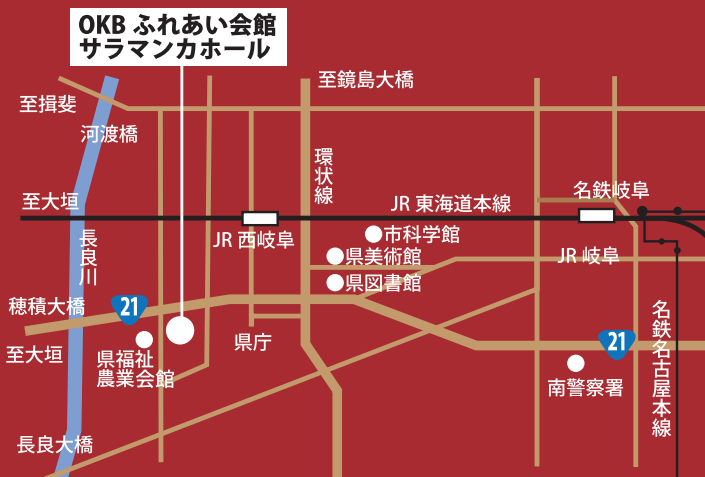 OKB ふれあい会館
サラマンカホール
至鏡島大橋
至揖斐
河渡橋
環状線
名鉄岐阜
至大垣
JR 東海道本線
長良川
JR 西岐阜
市科学館
県美術館
JR 岐阜
県図書館
穂積大橋
21
名鉄名古屋本線
県庁
21
至大垣
県福祉
農業会館
南警察署
長良大橋